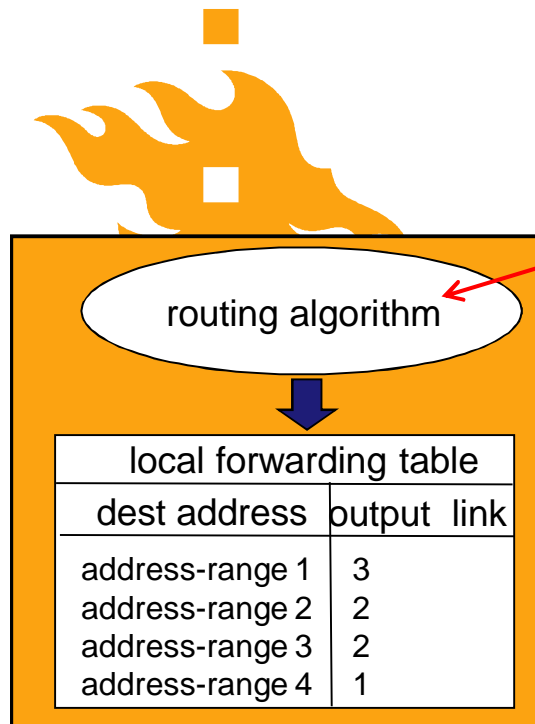 routing algorithm
local forwarding table
dest address output link
address-range 1 3
address-range 2 2
address-range 3 2
address-range 4 1